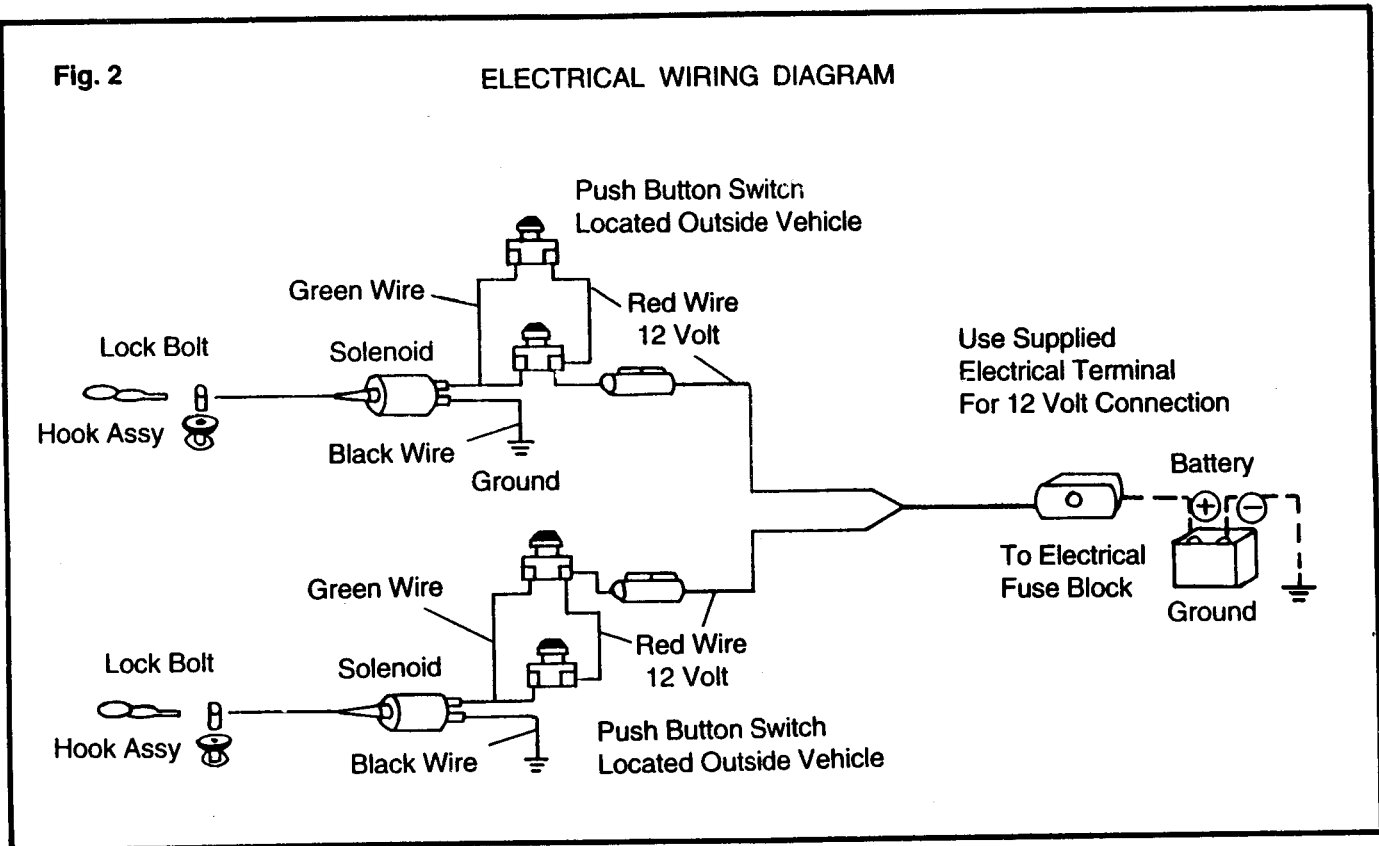 Fig. 2
ELECTRICAL WIRING DIAGRAM
Push Button Switch
Located Outside Vehicle
Green Wire
Red Wire
12 Volt
Lock Bolt
Solenoid
Hook Assy
Black Wire
Ground
Use Supplied
Electrical Terminal
For 12 Volt Connection
Battery
+
−
To Electrical
Fuse Block
Ground
Green Wire
Red Wire
12 Volt
Lock Bolt
Solenoid
Hook Assy
Black Wire
Push Button Switch
Located Outside Vehicle